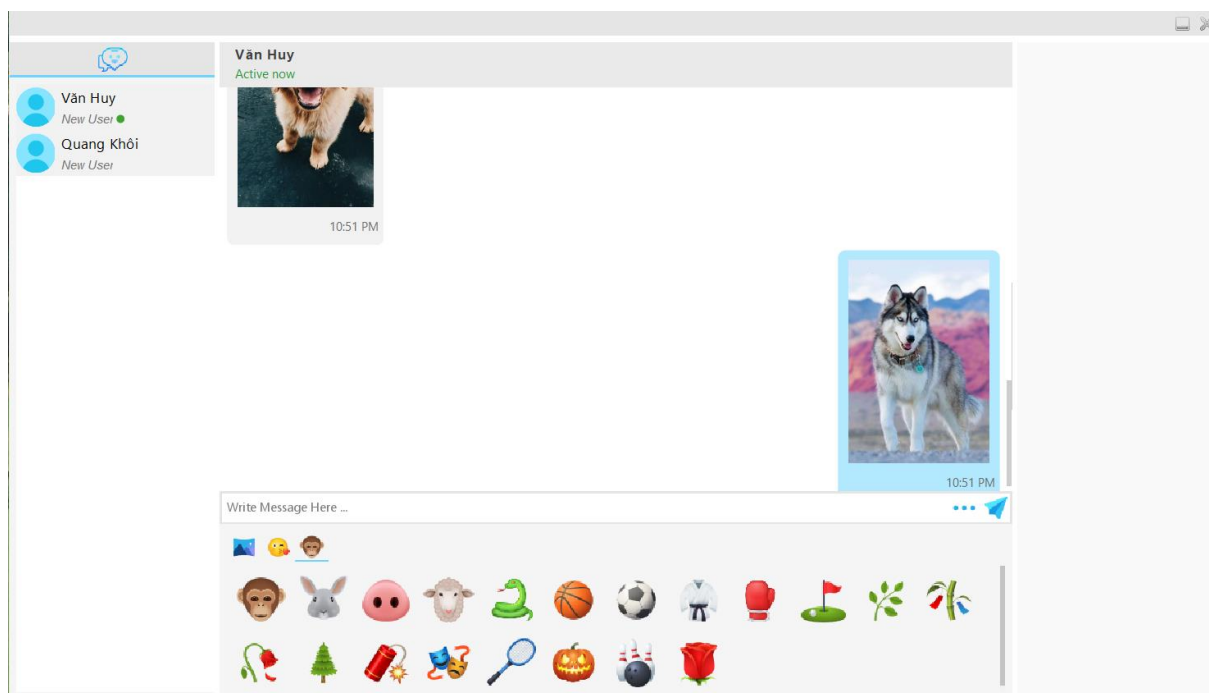 Văn Huy
New User
Quang Khôi
New User
Văn Huy
Active now
10:51 PM
10:51 PM
Write Message Here ...